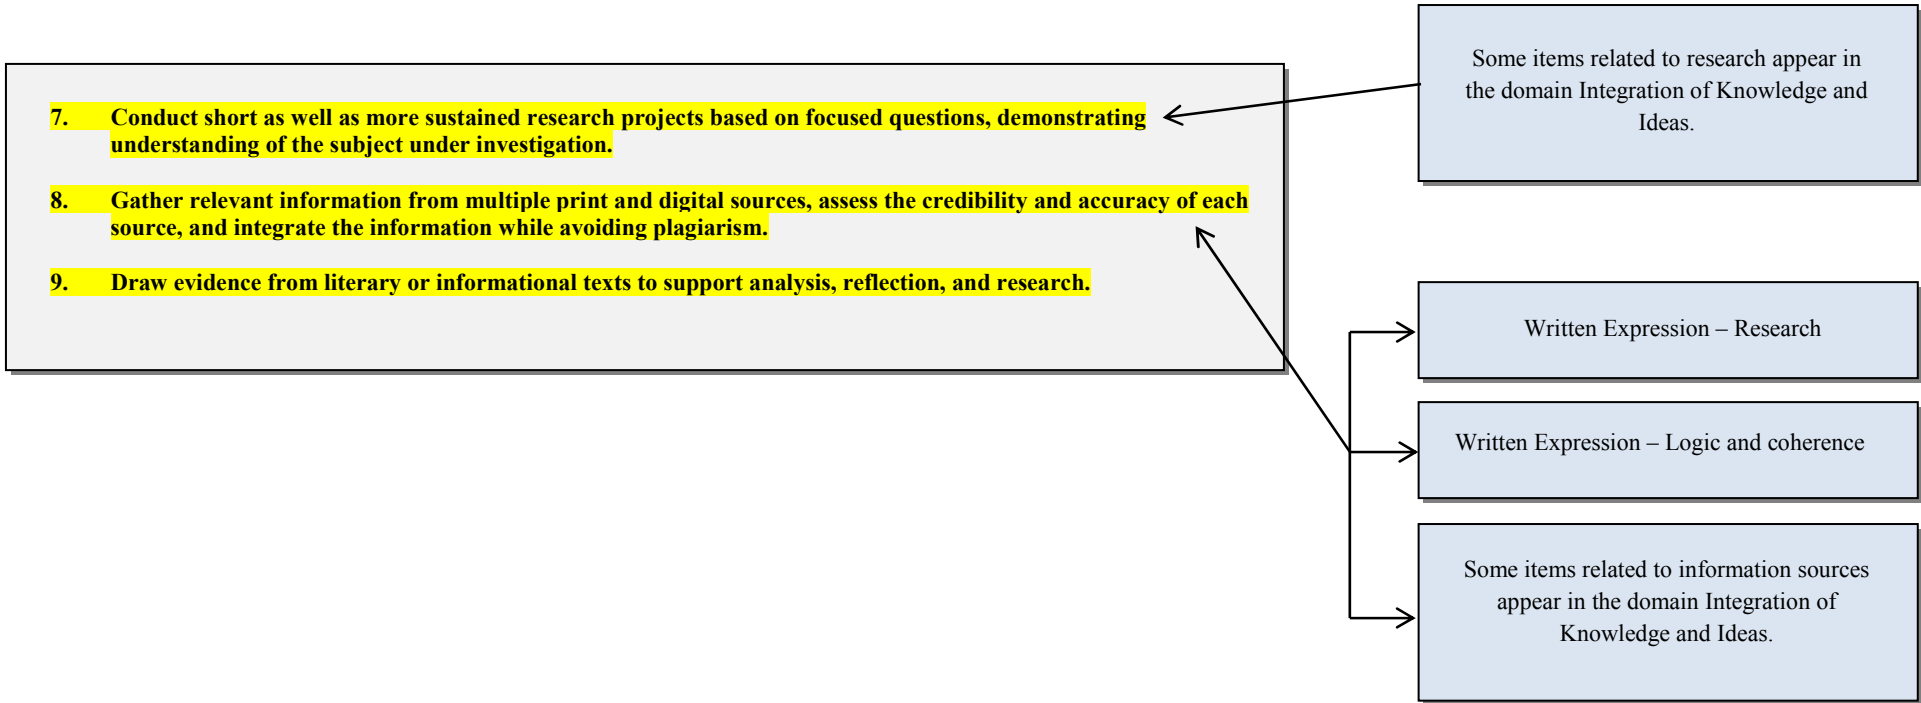 7. Conduct short as well as more sustained research projects based on focused questions, demonstrating
understanding of the subject under investigation.
8. Gather relevant information from multiple print and digital sources, assess the credibility and accuracy of each
source, and integrate the information while avoiding plagiarism.
9. Draw evidence from literary or informational texts to support analysis, reflection, and research.
Some items related to research appear in
the domain Integration of Knowledge and
Ideas.
Written Expression – Research
Written Expression – Logic and coherence
Some items related to information sources
appear in the domain Integration of
Knowledge and Ideas.